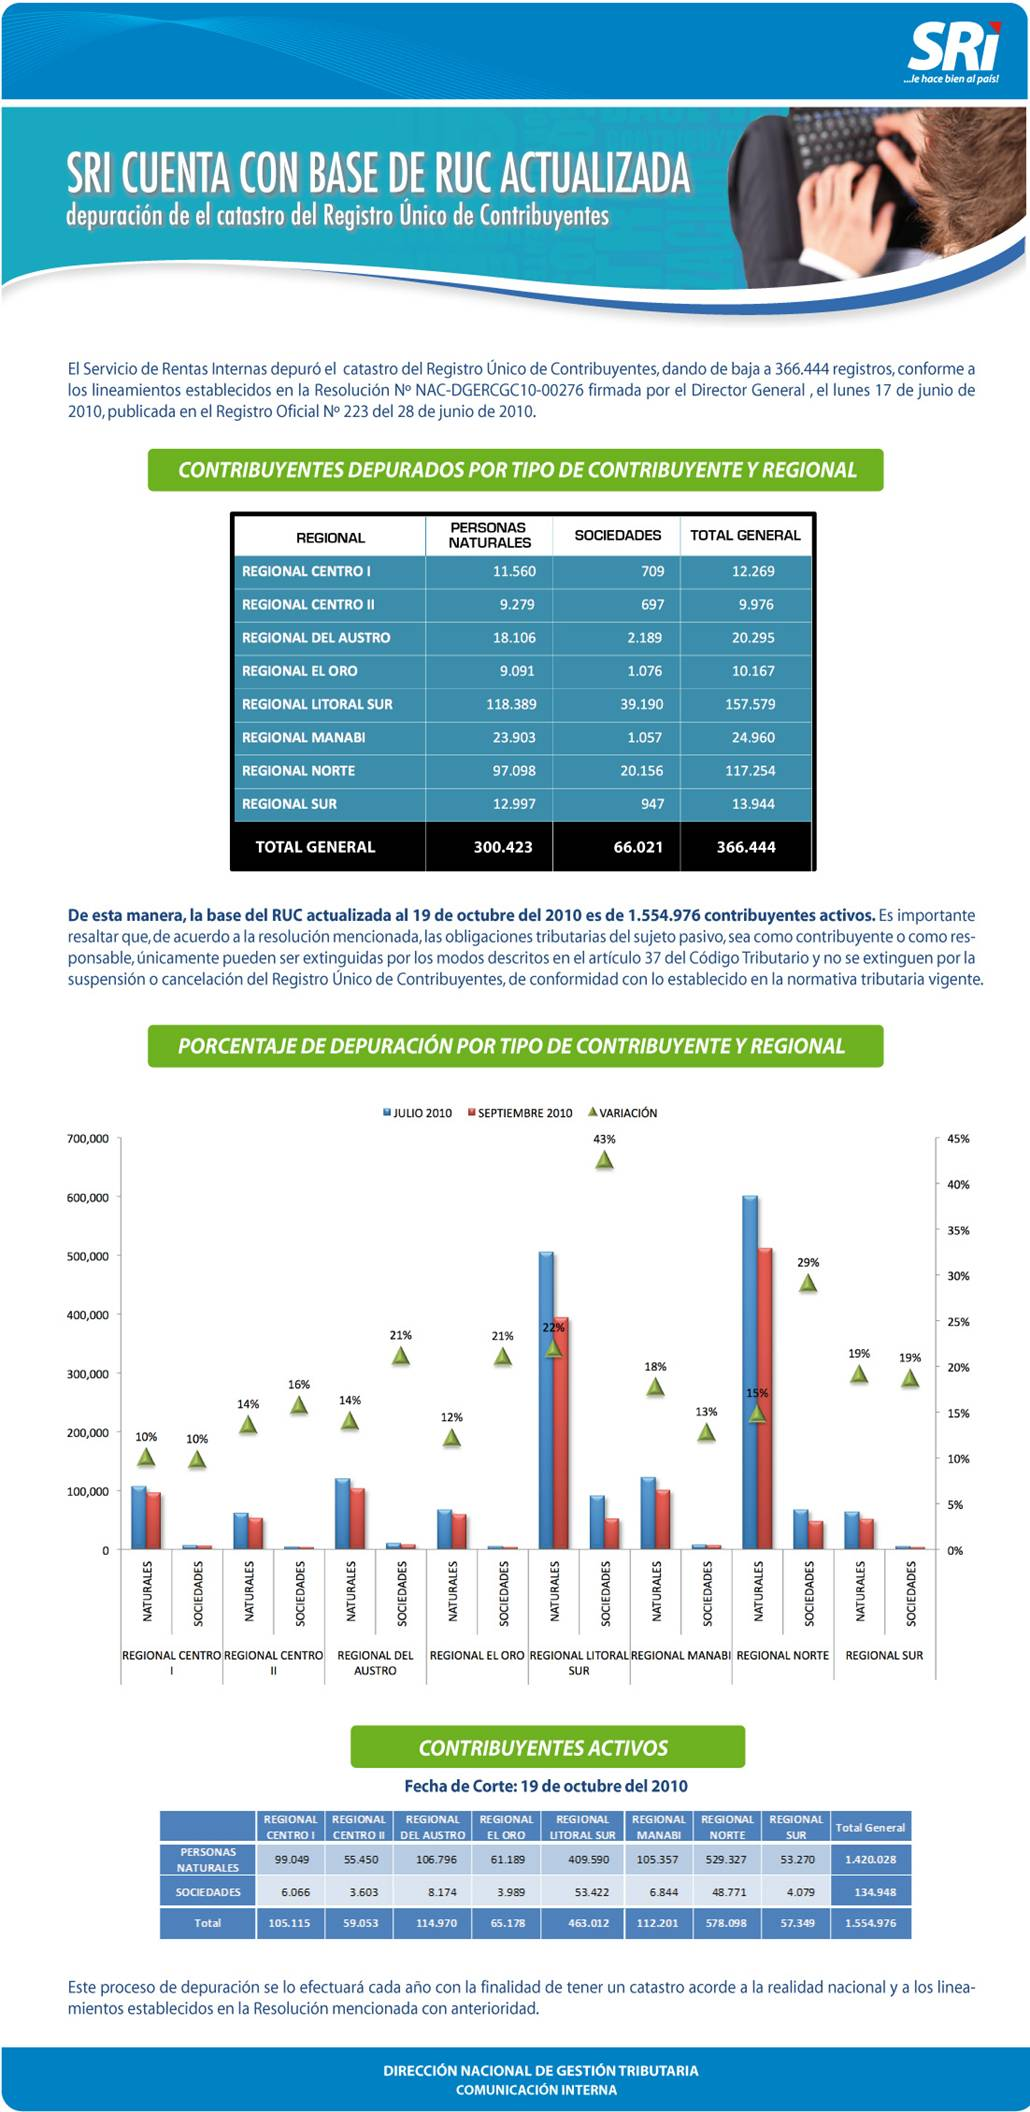 SRi
...le hace bien al país!
SRI CUENTA CON BASE DE RUC ACTUALIZADA
depuración de el catastro del Registro Único de Contribuyentes
El Servicio de Rentas Internas depuró el catastro del Registro Único de Contribuyentes, dando de baja a 366.444 registros, conforme a
los lineamientos establecidos en la Resolución Nº NAC-DGERCGC10-00276 firmada por el Director General , el lunes 17 de junio de
2010, publicada en el Registro Oficial Nº 223 del 28 de junio de 2010.
CONTRIBUYENTES DEPURADOS POR TIPO DE CONTRIBUYENTE Y REGIONAL
REGIONAL PERSONAS NATURALES SOCIEDADES TOTAL GENERAL
REGIONAL CENTRO I 11.560 709 12.269
REGIONAL CENTRO II 9.279 697 9.976
REGIONAL DEL AUSTRO 18.106 2.189 20.295
REGIONAL EL ORO 9.091 1.076 10.167
REGIONAL LITORAL SUR 118.389 39.190 157.579
REGIONAL MANABI 23.903 1.057 24.960
REGIONAL NORTE 97.098 20.156 117.254
REGIONAL SUR 12.997 947 13.944
TOTAL GENERAL 300.423 66.021 366.444
De esta manera, la base del RUC actualizada al 19 de octubre del 2010 es de 1.554.976 contribuyentes activos. Es importante
resaltar que, de acuerdo a la resolución mencionada, las obligaciones tributarias del sujeto pasivo, sea como contribuyente o como res-
ponsable, únicamente pueden ser extinguidas por los modos descritos en el artículo 37 del Código Tributario y no se extinguen por la
suspensión o cancelación del Registro Único de Contribuyentes, de conformidad con lo establecido en la normativa tributaria vigente.
PORCENTAJE DE DEPURACIÓN POR TIPO DE CONTRIBUYENTE Y REGIONAL
JULIO 2010 SEPTIEMBRE 2010 VARIACIÓN
700,000
600,000
500,000
400,000
300,000
200,000
100,000
0
10% 10% 14% 16% 14% 21% 12% 21% 22% 43% 18% 13% 15% 29% 19% 19%
45%
40%
35%
30%
25%
20%
15%
10%
5%
0%
NATURALES SOCIEDADES NATURALES SOCIEDADES NATURALES SOCIEDADES NATURALES SOCIEDADES NATURALES SOCIEDADES NATURALES SOCIEDADES NATURALES SOCIEDADES NATURALES SOCIEDADES
REGIONAL CENTRO I REGIONAL CENTRO II REGIONAL DEL AUSTRO REGIONAL EL ORO REGIONAL LITORAL SUR REGIONAL MANABI REGIONAL NORTE REGIONAL SUR
CONTRIBUYENTES ACTIVOS
Fecha de Corte: 19 de octubre del 2010
REGIONAL CENTRO I REGIONAL CENTRO II REGIONAL DEL AUSTRO REGIONAL EL ORO REGIONAL LITORAL SUR REGIONAL MANABI REGIONAL NORTE REGIONAL SUR Total General
PERSONAS NATURALES 99.049 55.450 106.796 61.189 409.590 105.357 529.327 53.270 1.420.028
SOCIEDADES 6.066 3.603 8.174 3.989 53.422 6.844 48.771 4.079 134.948
Total 105.115 59.053 114.970 65.178 463.012 112.201 578.098 57.349 1.554.976
Este proceso de depuración se lo efectuará cada año con la finalidad de tener un catastro acorde a la realidad nacional y a los linea-
mientos establecidos en la Resolución mencionada con anterioridad.
DIRECCIÓN NACIONAL DE GESTIÓN TRIBUTARIA
COMUNICACIÓN INTERNA